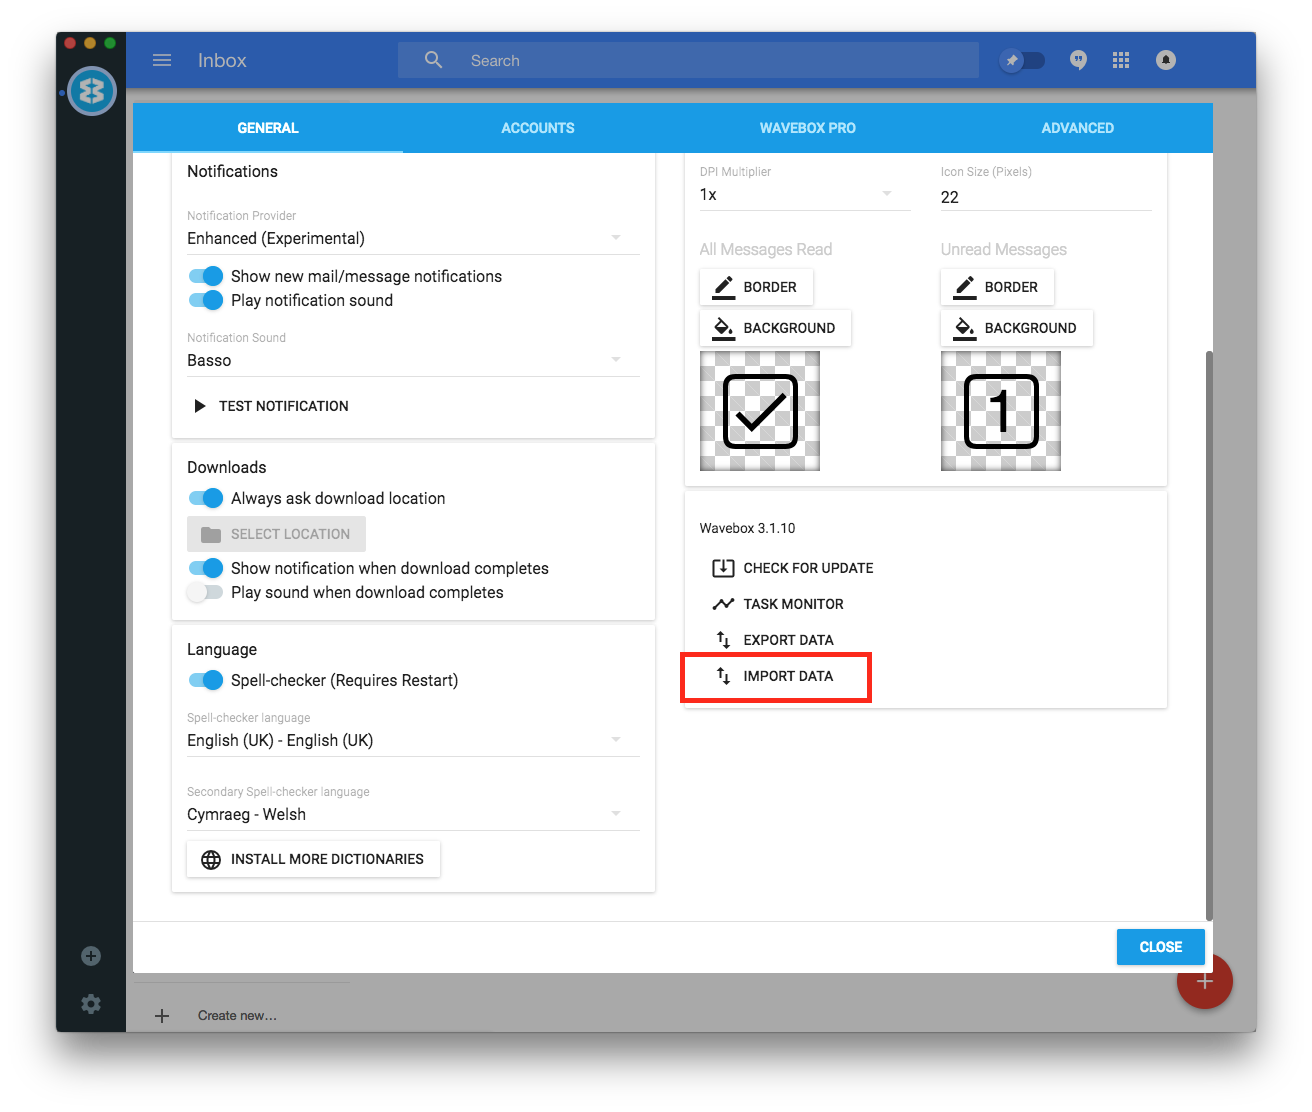 Inbox
Search
GENERAL
ACCOUNTS
WAVEBOX PRO
ADVANCED
Notifications
Notification Provider
Enhanced (Experimental)
Show new mail/message notifications
Play notification sound
Notification Sound
Basso
TEST NOTIFICATION
Downloads
Always ask download location
SELECT LOCATION
Show notification when download completes
Play sound when download completes
Language
Spell-checker (Requires Restart)
Spell-checker language
English (UK) - English (UK)
Secondary Spell-checker language
Cymraeg - Welsh
INSTALL MORE DICTIONARIES
DPI Multiplier
1x
Icon Size (Pixels)
22
All Messages Read
BORDER
BACKGROUND
Unread Messages
BORDER
BACKGROUND
1
Wavebox 3.1.10
CHECK FOR UPDATE
TASK MONITOR
EXPORT DATA
IMPORT DATA
CLOSE
Create new...